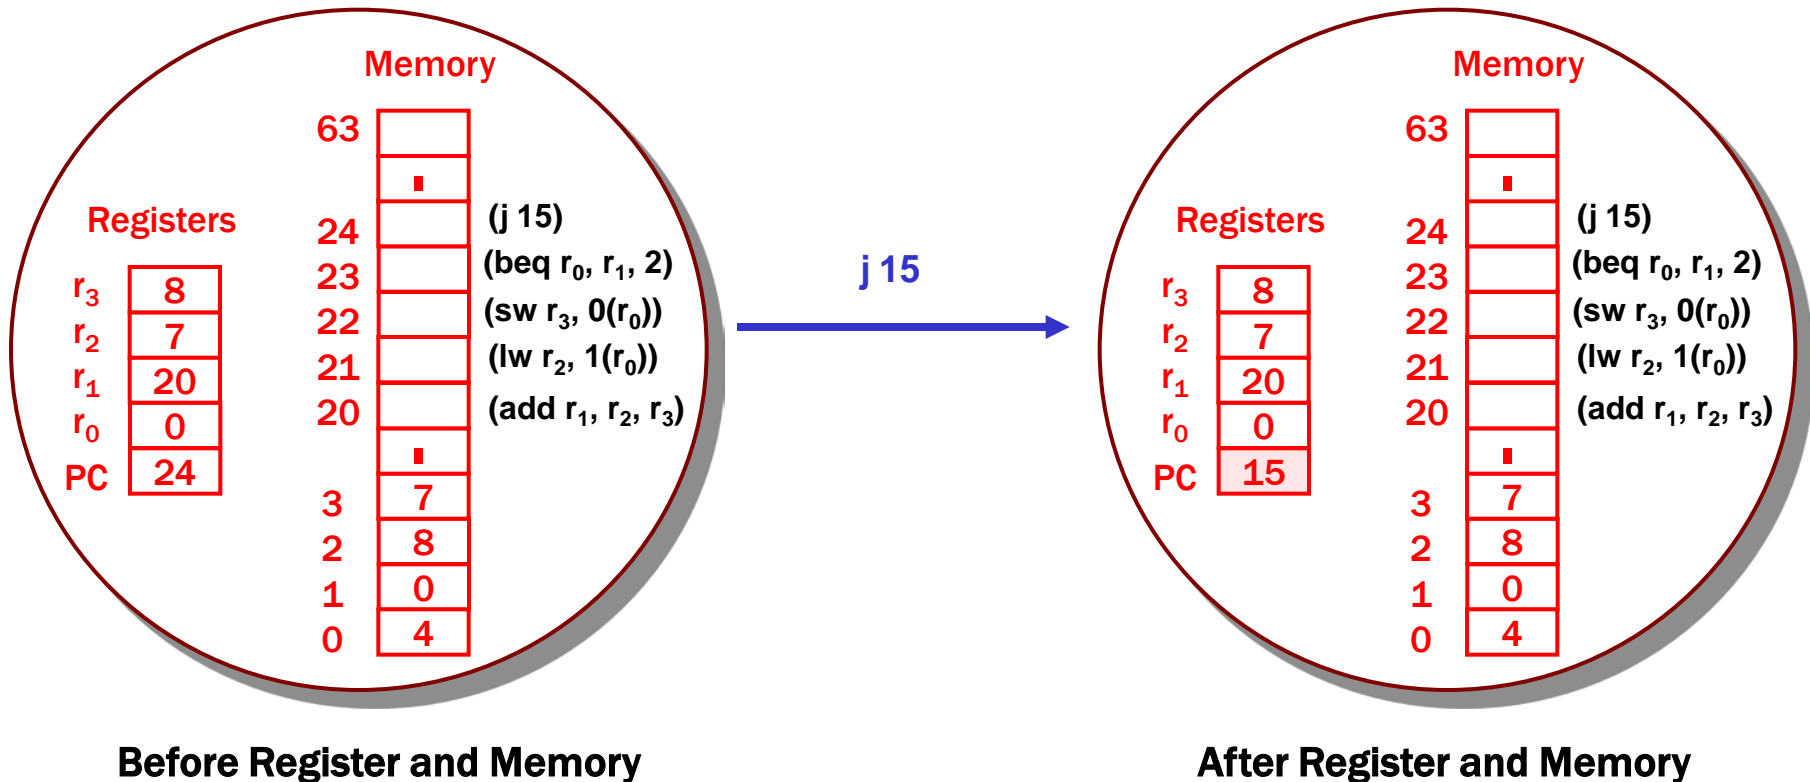 Memory
63
24 (j 15)
Registers
23 (beq r₀, r₁, 2)
r₃ 8
22 (sw r₃, 0(r₀))
r₂ 7
21 (lw r₂, 1(r₀))
r₁ 20
20 (add r₁, r₂, r₃)
r₀ 0
PC 24
3 7
2 8
1 0
0 4
Before Register and Memory
j 15
Memory
63
24 (j 15)
Registers
23 (beq r₀, r₁, 2)
r₃ 8
22 (sw r₃, 0(r₀))
r₂ 7
21 (lw r₂, 1(r₀))
r₁ 20
20 (add r₁, r₂, r₃)
r₀ 0
PC 15
3 7
2 8
1 0
0 4
After Register and Memory